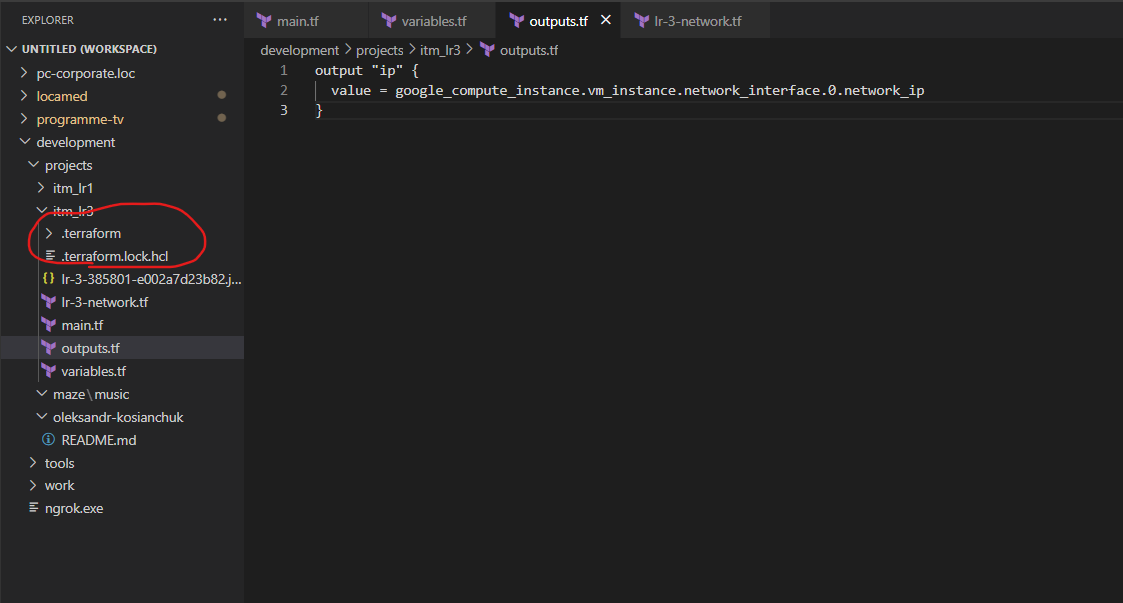 EXPLORER
main.tf
variables.tf
outputs.tf
lr-3-network.tf
UNTITLED (WORKSPACE)
pc-corporate.loc
locamed
programme-tv
development
projects
itm_lr1
itm_lr3
.terraform
.terraform.lock.hcl
lr-3-385801-e002a7d23b82.j...
lr-3-network.tf
main.tf
outputs.tf
variables.tf
maze\music
oleksandr-kosianchuk
README.md
tools
work
ngrok.exe
development > projects > itm_lr3 > outputs.tf
1 output "ip" {
2 value = google_compute_instance.vm_instance.network_interface.0.network_ip
3 }